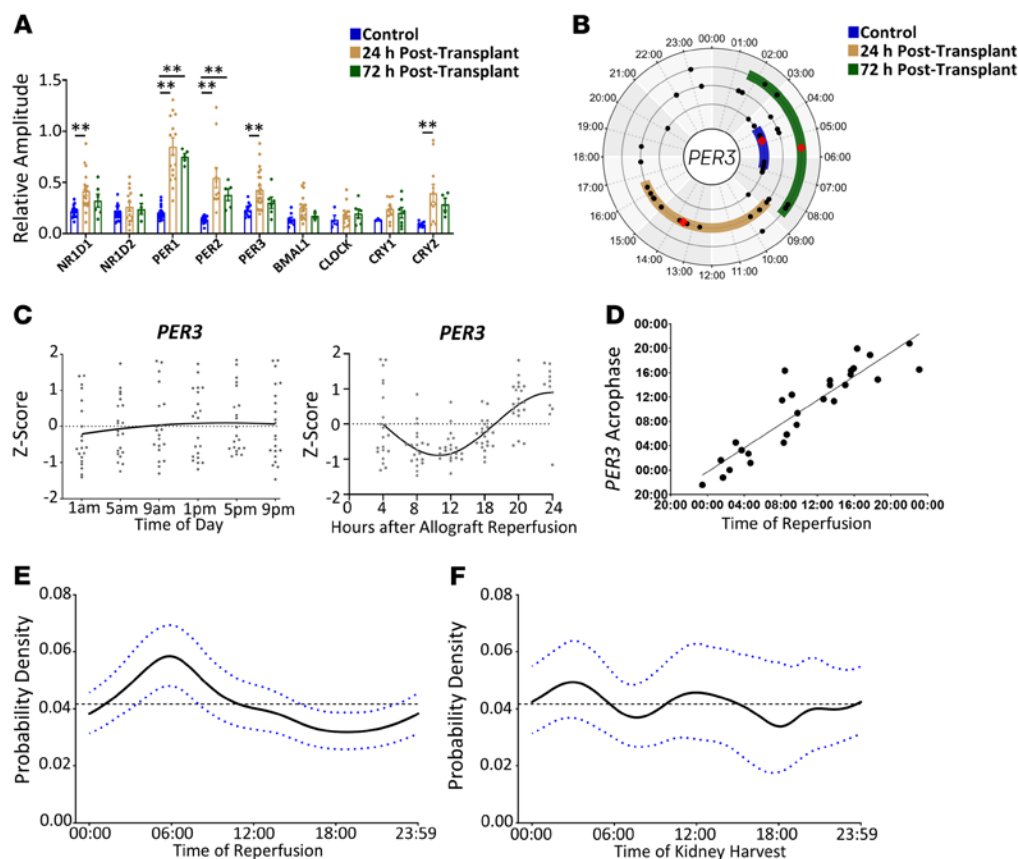 A
Control
24 h Post-Transplant
72 h Post-Transplant
Relative Amplitude
1.5
1.0
0.5
0.0
** ** ** ** ** ** **
NR1D1 NR1D2 PER1 PER2 PER3 BMAL1 CLOCK CRY1 CRY2
B
Control
24 h Post-Transplant
72 h Post-Transplant
PER3
00:00
01:00
02:00
03:00
04:00
05:00
06:00
07:00
08:00
09:00
10:00
11:00
12:00
13:00
14:00
15:00
16:00
17:00
18:00
19:00
20:00
21:00
22:00
23:00
C
PER3
Z-Score
2
1
0
-1
-2
1am 5am 9am 1pm 5pm 9pm
Time of Day
PER3
Z-Score
2
1
0
-1
-2
0 4 8 12 18 20 24
Hours after Allograft Reperfusion
D
PER3 Acrophase
00:00
20:00
16:00
12:00
08:00
04:00
00:00
20:00
20:00 00:00 04:00 08:00 12:00 16:00 20:00 00:00
Time of Reperfusion
E
Probability Density
0.08
0.06
0.04
0.02
0.00
00:00 06:00 12:00 18:00 23:59
Time of Reperfusion
F
Probability Density
0.08
0.06
0.04
0.02
0.00
00:00 06:00 12:00 18:00 23:59
Time of Kidney Harvest